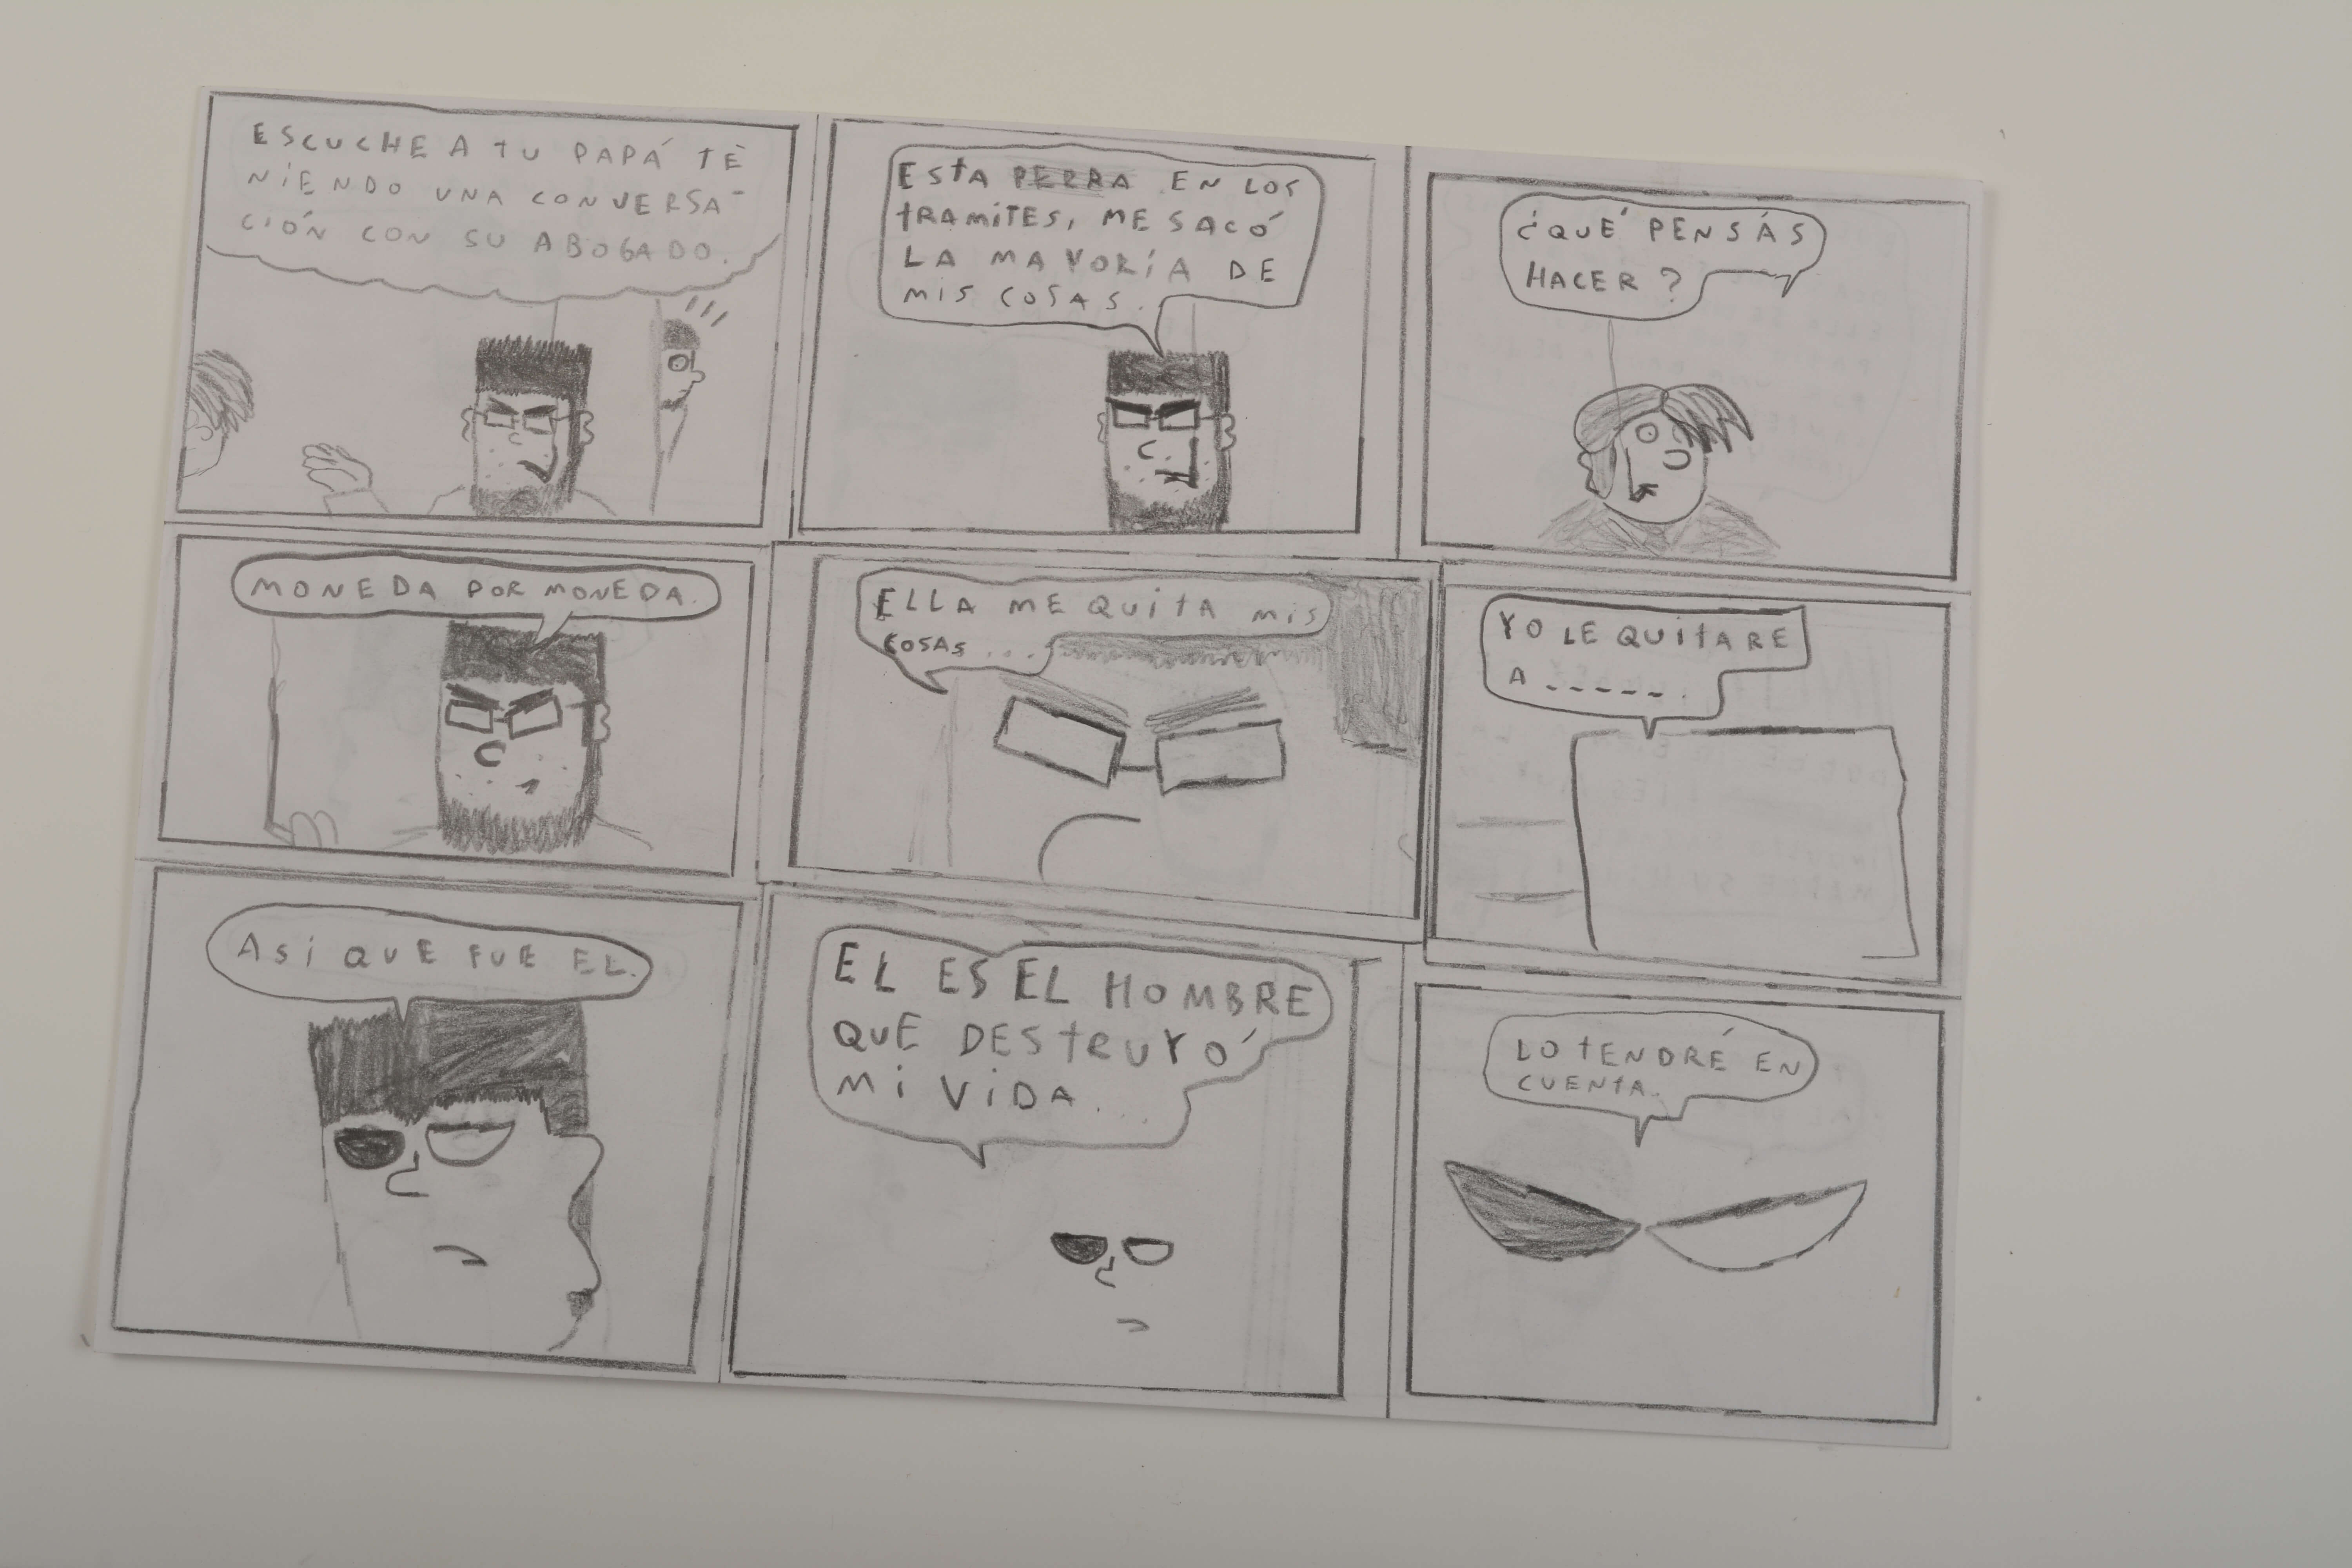 ESCUCHE A TU PAPÁ TE
NIENDO UNA CONVERSA-
CIÓN CON SU ABOGADO.
ESTA PERRA EN LOS
TRAMITES, ME SACÓ
LA MAYORÍA DE
MIS COSAS.
¿QUÉ PENSÁS
HACER?
MONEDA POR MONEDA.
ELLA ME QUITA MIS
COSAS...
YO LE QUITARE
A -----.
ASI QUE FUE EL.
EL ES EL HOMBRE
QUE DESTRUYÓ
MI VIDA...
LO TENDRÉ EN
CUENTA.